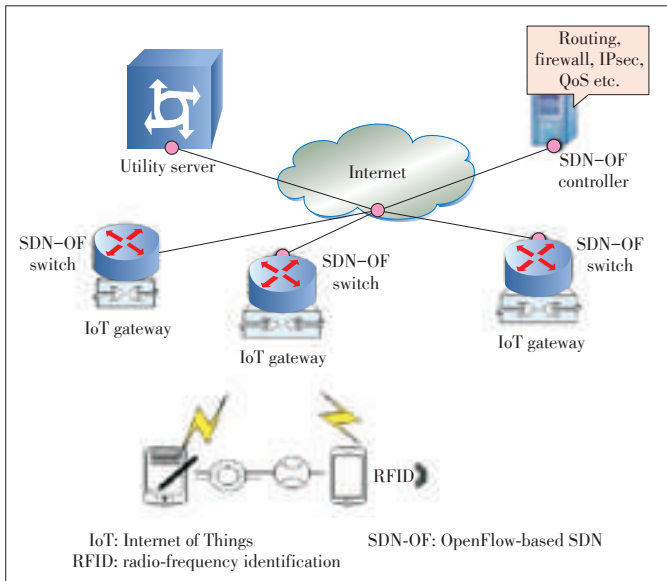 Routing,
firewall, IPsec,
QoS etc.
Utility server
Internet
SDN-OF
controller
SDN-OF
switch
SDN-OF
switch
SDN-OF
switch
IoT gateway
IoT gateway
IoT gateway
RFID
IoT: Internet of Things
SDN-OF: OpenFlow-based SDN
RFID: radio-frequency identification